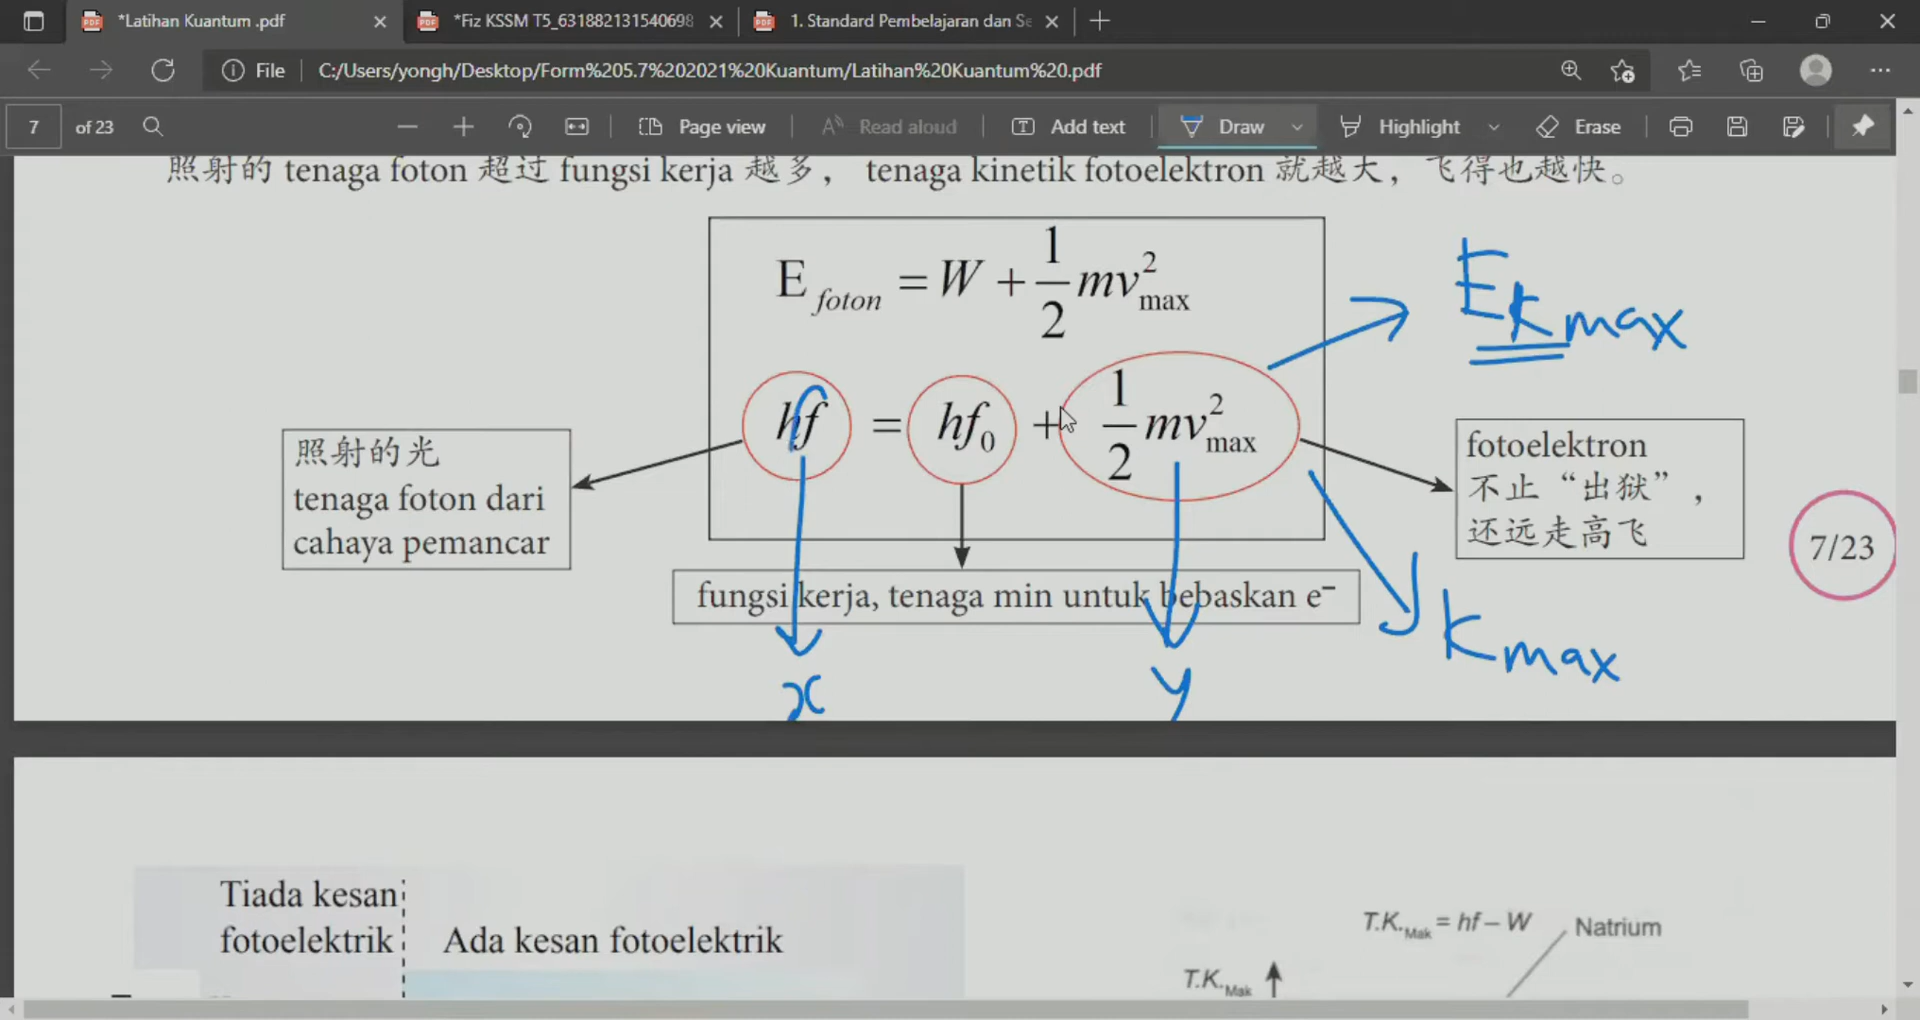 *Latihan Kuantum .pdf
*Fiz KSSM T5_631882131540698
1. Standard Pembelajaran dan Se
File
C:/Users/yongh/Desktop/Form%205.7%202021%20Kuantum/Latihan%20Kuantum%20.pdf
7 of 23
Page view
Read aloud
Add text
Draw
Highlight
Erase
照射的 tenaga foton 超过 fungsi kerja 越多， tenaga kinetik fotoelektron 就越大，飞得也越快。
E foton = W + 1/2 mv²max
Ek max
hf = hf₀ + 1/2 mv²max
照射的光
tenaga foton dari
cahaya pemancar
fotoelektron
不止“出狱”，
还远走高飞
7/23
fungsi kerja, tenaga min untuk bebaskan e⁻
Kmax
x
y
Tiada kesan
fotoelektrik
Ada kesan fotoelektrik
T.K.Mak = hf – W
Natrium
T.K.Mak